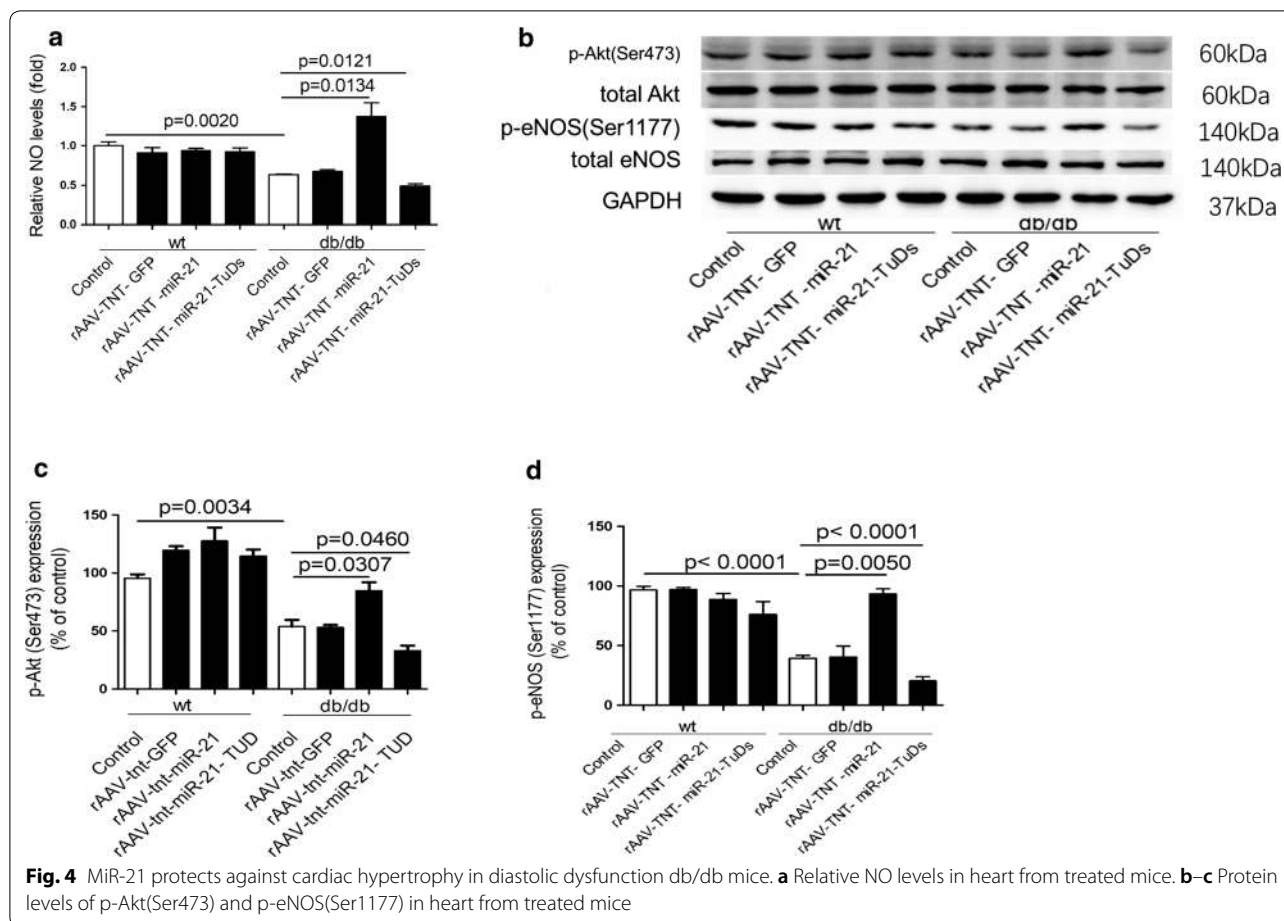 a
Relative NO levels (fold)
2.0
1.5
1.0
0.5
0.0
p=0.0020
p=0.0121
p=0.0134
Control
rAAV-TNT-GFP
rAAV-TNT -miR-21
rAAV-TNT- miR-21-TuDs
Control
rAAV-TNT-GFP
rAAV-TNT -miR-21
rAAV-TNT- miR-21-TuDs
wt
db/db
b
p-Akt(Ser473) 60kDa
total Akt 60kDa
p-eNOS(Ser1177) 140kDa
total eNOS 140kDa
GAPDH 37kDa
wt
db/db
Control
rAAV-TNT- GFP
rAAV-TNT -miR-21
rAAV-TNT- miR-21-TuDs
Control
rAAV-TNT- GFP
rAAV-TNT -miR-21
rAAV-TNT- miR-21-TuDs
c
p-Akt (Ser473) expression
(% of control)
150
100
50
0
p=0.0034
p=0.0460
p=0.0307
wt
db/db
Control
rAAV-tnt-GFP
rAAV-tnt-miR-21
rAAV-tnt-miR-21- TUD
Control
rAAV-tnt-GFP
rAAV-tnt-miR-21
rAAV-tnt-miR-21- TUD
d
p-eNOS (Ser1177) expression
(% of control)
150
100
50
0
p< 0.0001
p< 0.0001
p=0.0050
wt
db/db
Control
rAAV-TNT- GFP
rAAV-TNT -miR-21
rAAV-TNT- miR-21-TuDs
Control
rAAV-TNT- GFP
rAAV-TNT -miR-21
rAAV-TNT- miR-21-TuDs
Fig. 4 MiR-21 protects against cardiac hypertrophy in diastolic dysfunction db/db mice. a Relative NO levels in heart from treated mice. b–c Protein
levels of p-Akt(Ser473) and p-eNOS(Ser1177) in heart from treated mice